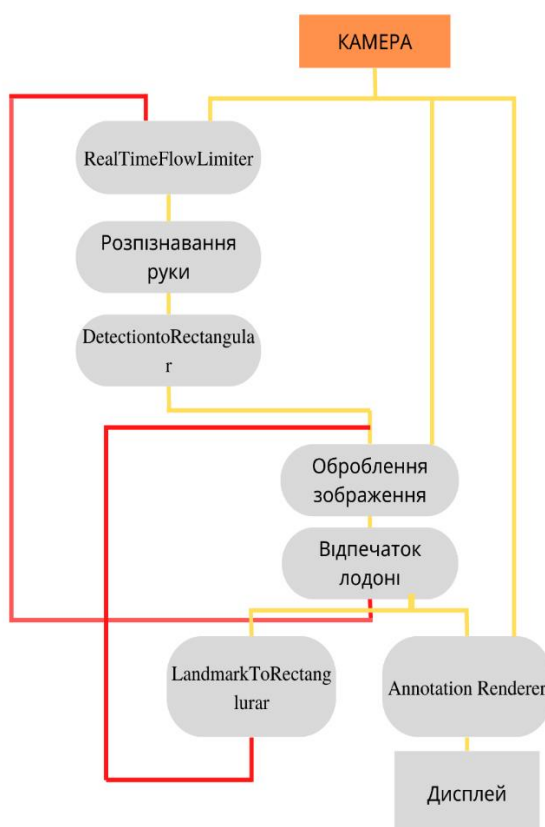 КАМЕРА
RealTimeFlowLimiter
Розпізнавання
руки
DetectiontoRectangula
r
Оброблення
зображення
Відпечаток
лодоні
LandmarkToRectang
lurar
Annotation Renderer
Дисплей